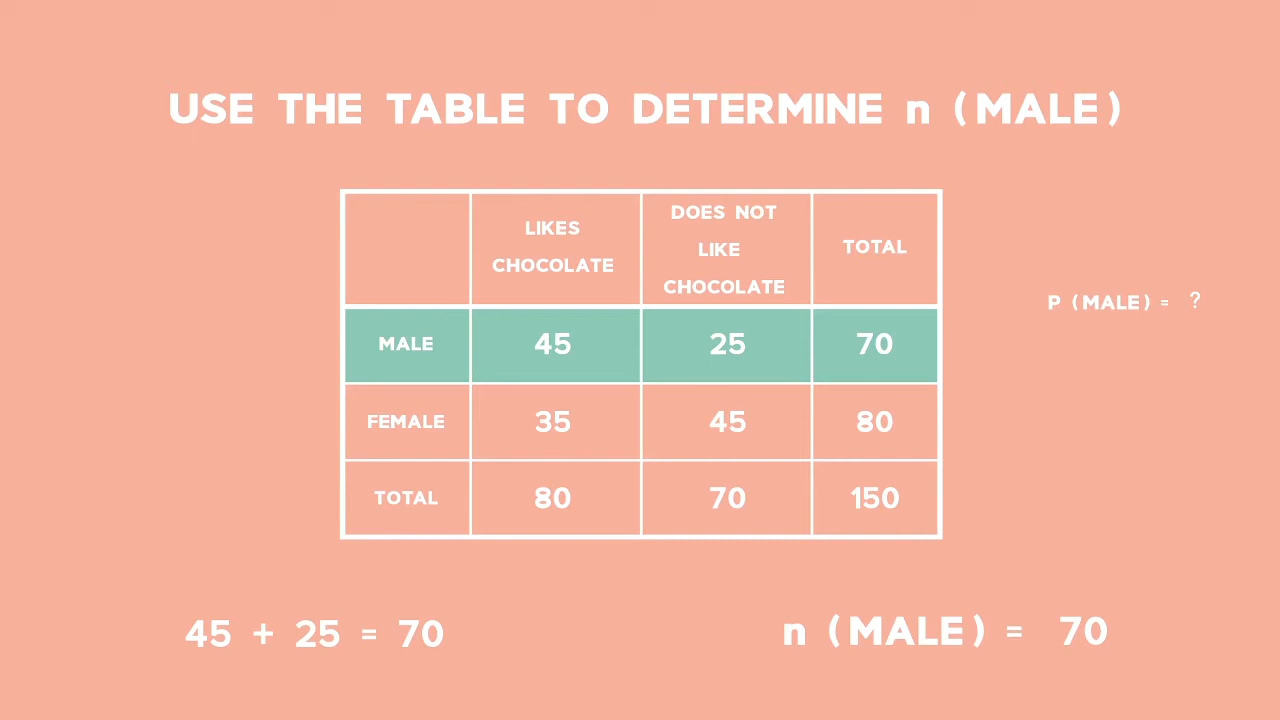 USE THE TABLE TO DETERMINE n (MALE)
LIKES
CHOCOLATE
DOES NOT
LIKE
CHOCOLATE
TOTAL
P (MALE) = ?
MALE 45 25 70
FEMALE 35 45 80
TOTAL 80 70 150
45 + 25 = 70
n (MALE) = 70